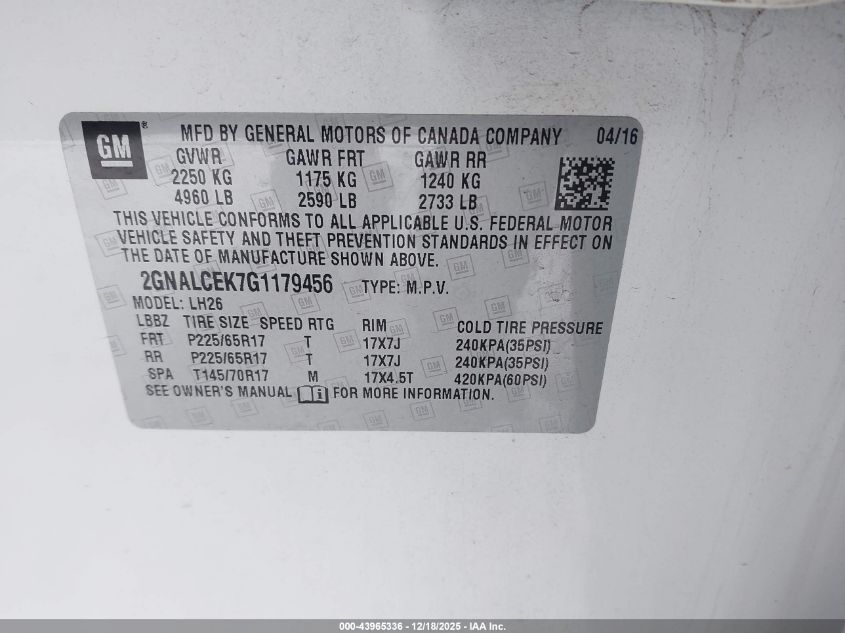 GM ® MFD BY GENERAL MOTORS OF CANADA COMPANY 04/16
GVWR GAWR FRT GAWR RR
2250 KG 1175 KG 1240 KG
4960 LB 2590 LB 2733 LB
THIS VEHICLE CONFORMS TO ALL APPLICABLE U.S. FEDERAL MOTOR
VEHICLE SAFETY AND THEFT PREVENTION STANDARDS IN EFFECT ON
THE DATE OF MANUFACTURE SHOWN ABOVE.
2GNALCEK7G1179456 TYPE: M.P.V.
MODEL: LH26
LBBZ TIRE SIZE SPEED RTG RIM COLD TIRE PRESSURE
FRT P225/65R17 T 17X7J 240KPA(35PSI)
RR P225/65R17 T 17X7J 240KPA(35PSI)
SPA T145/70R17 M 17X4.5T 420KPA(60PSI)
SEE OWNER'S MANUAL FOR MORE INFORMATION.
000-43965336 - 12/18/2025 - IAA Inc.